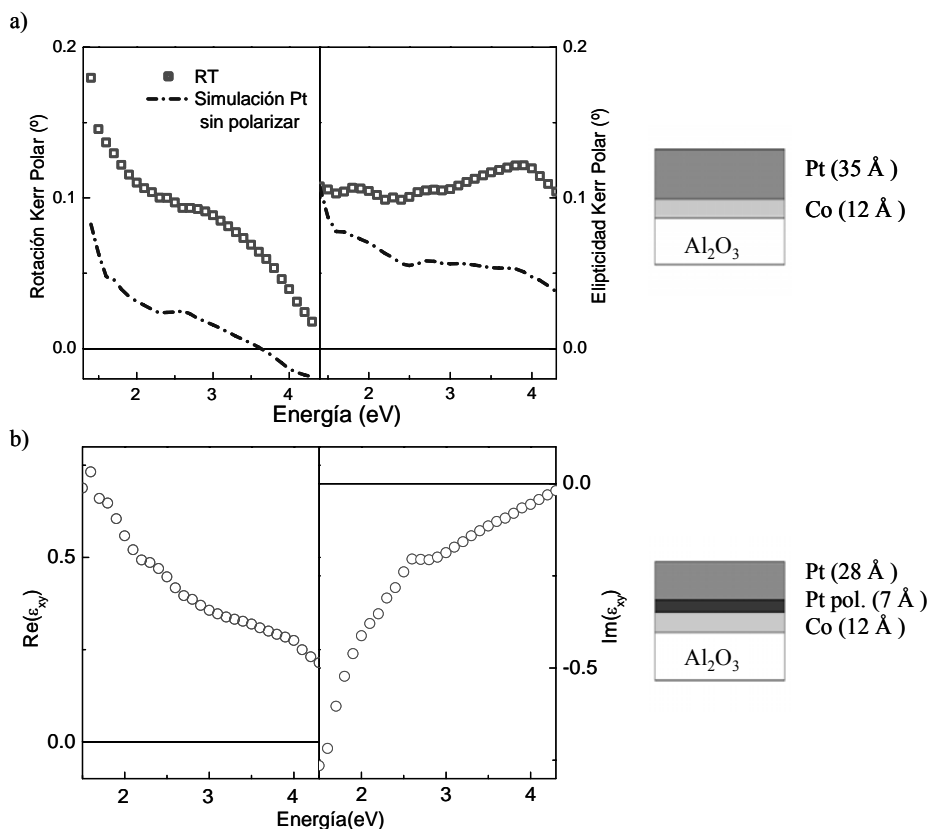 a)
0.2
0.1
0.0
Rotación Kerr Polar (º)
RT
Simulación Pt
sin polarizar
0.2
0.1
0.0
Elipticidad Kerr Polar (º)
2
3
4
2
3
4
Energía (eV)
Pt (35 Å )
Co (12 Å )
Al2O3
b)
0.5
0.0
Re(εxy)
0.0
-0.5
Im(εxy)
2
3
4
2
3
4
Energía(eV)
Pt (28 Å )
Pt pol. (7 Å )
Co (12 Å )
Al2O3